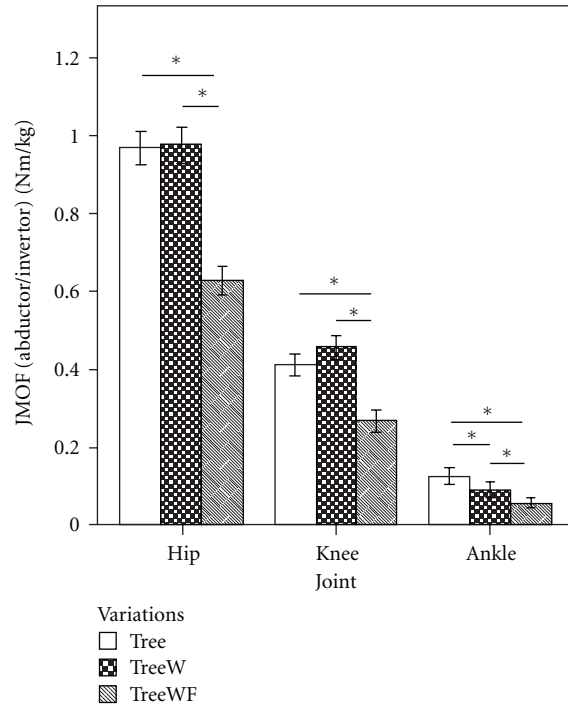 JMOF (abductor/invertor) (Nm/kg)
1.2
1
0.8
0.6
0.4
0.2
0
* *
* *
* * *
Hip Knee Ankle
Joint
Variations
Tree
TreeW
TreeWF